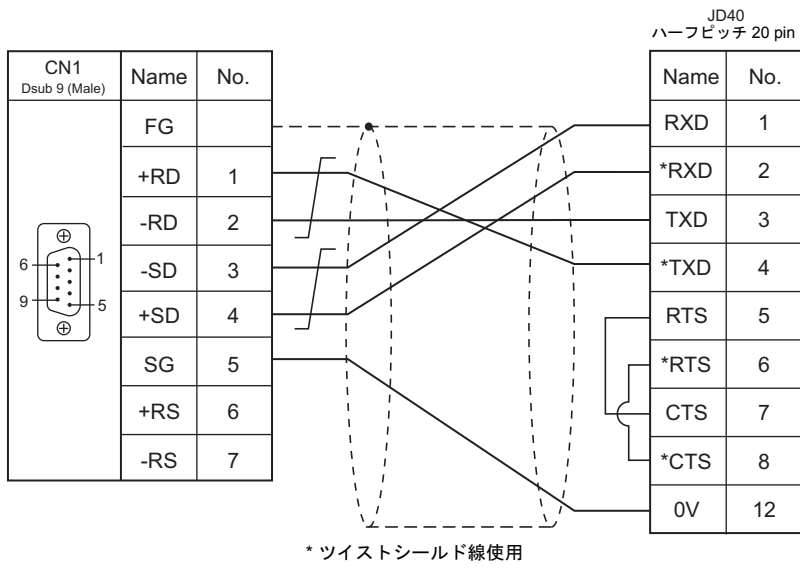 JD40
ハーフピッチ 20 pin
CN1
Dsub 9 (Male)
Name No.
FG
+RD 1
-RD 2
-SD 3
+SD 4
SG 5
+RS 6
-RS 7
6 1
9 5
Name No.
RXD 1
*RXD 2
TXD 3
*TXD 4
RTS 5
*RTS 6
CTS 7
*CTS 8
0V 12
* ツイストシールド線使用